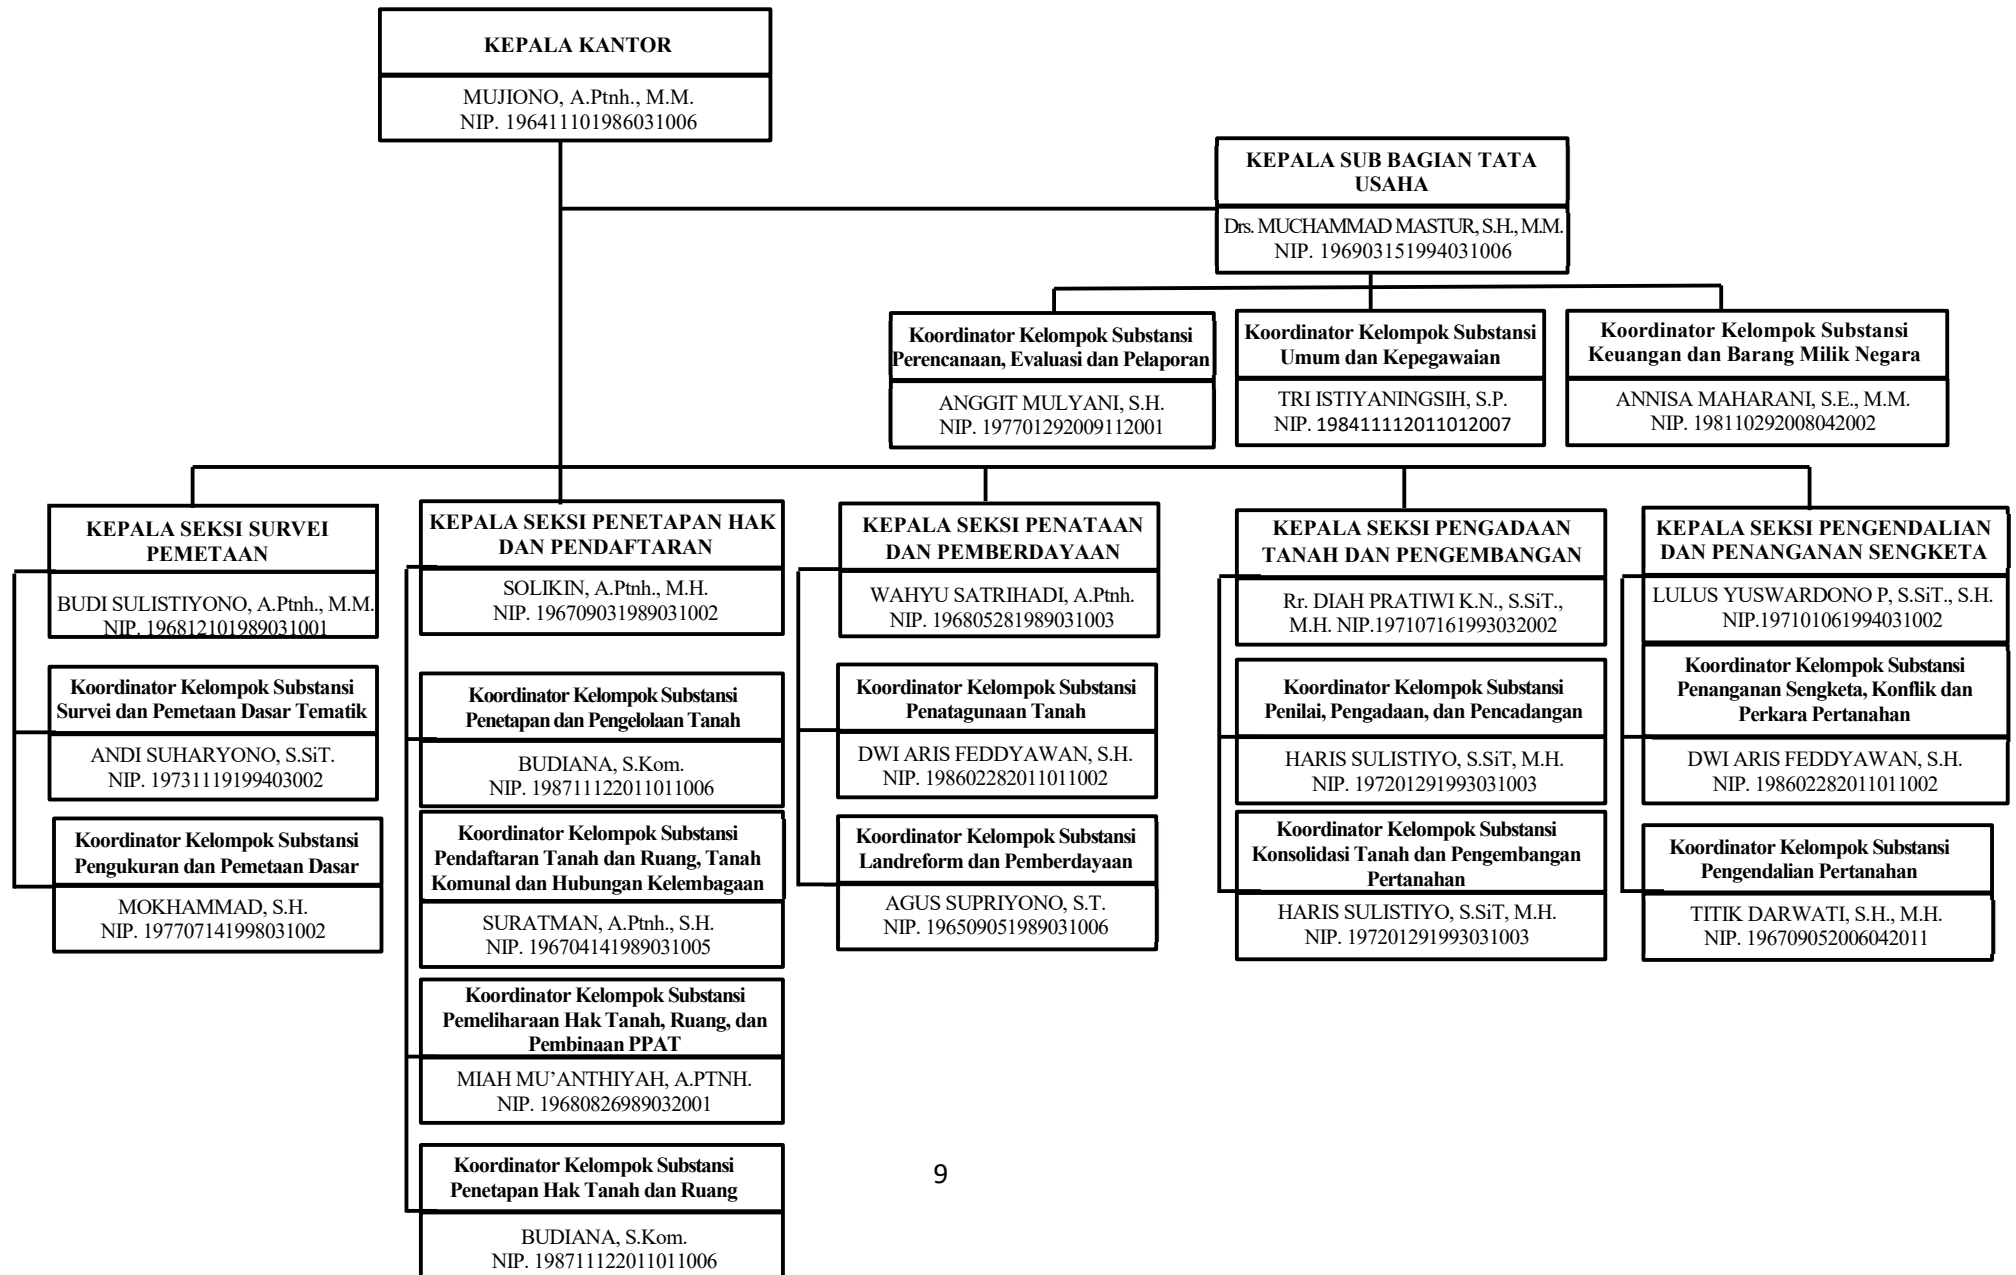 KEPALA KANTOR
MUJIONO, A.Ptnh., M.M.
NIP. 196411101986031006
KEPALA SUB BAGIAN TATA
USAHA
Drs. MUCHAMMAD MASTUR, S.H., M.M.
NIP. 196903151994031006
Koordinator Kelompok Substansi
Perencanaan, Evaluasi dan Pelaporan
ANGGIT MULYANI, S.H.
NIP. 197701292009112001
Koordinator Kelompok Substansi
Umum dan Kepegawaian
TRI ISTIYANINGSIH, S.P.
NIP. 198411112011012007
Koordinator Kelompok Substansi
Keuangan dan Barang Milik Negara
ANNISA MAHARANI, S.E., M.M.
NIP. 198110292008042002
KEPALA SEKSI SURVEI
PEMETAAN
BUDI SULISTIYONO, A.Ptnh., M.M.
NIP. 196812101989031001
Koordinator Kelompok Substansi
Survei dan Pemetaan Dasar Tematik
ANDI SUHARYONO, S.SiT.
NIP. 19731119199403002
Koordinator Kelompok Substansi
Pengukuran dan Pemetaan Dasar
MOKHAMMAD, S.H.
NIP. 197707141998031002
KEPALA SEKSI PENETAPAN HAK
DAN PENDAFTARAN
SOLIKIN, A.Ptnh., M.H.
NIP. 196709031989031002
Koordinator Kelompok Substansi
Penetapan dan Pengelolaan Tanah
BUDIANA, S.Kom.
NIP. 198711122011011006
Koordinator Kelompok Substansi
Pendaftaran Tanah dan Ruang, Tanah
Komunal dan Hubungan Kelembagaan
SURATMAN, A.Ptnh., S.H.
NIP. 196704141989031005
Koordinator Kelompok Substansi
Pemeliharaan Hak Tanah, Ruang, dan
Pembinaan PPAT
MIAH MU’ANTHIYAH, A.PTNH.
NIP. 19680826989032001
Koordinator Kelompok Substansi
Penetapan Hak Tanah dan Ruang
BUDIANA, S.Kom.
NIP. 198711122011011006
KEPALA SEKSI PENATAAN
DAN PEMBERDAYAAN
WAHYU SATRIHADI, A.Ptnh.
NIP. 196805281989031003
Koordinator Kelompok Substansi
Penatagunaan Tanah
DWI ARIS FEDDYAWAN, S.H.
NIP. 198602282011011002
Koordinator Kelompok Substansi
Landreform dan Pemberdayaan
AGUS SUPRIYONO, S.T.
NIP. 196509051989031006
KEPALA SEKSI PENGADAAN
TANAH DAN PENGEMBANGAN
Rr. DIAH PRATIWI K.N., S.SiT.,
M.H. NIP.197107161993032002
Koordinator Kelompok Substansi
Penilai, Pengadaan, dan Pencadangan
HARIS SULISTIYO, S.SiT, M.H.
NIP. 197201291993031003
Koordinator Kelompok Substansi
Konsolidasi Tanah dan Pengembangan
Pertanahan
HARIS SULISTIYO, S.SiT, M.H.
NIP. 197201291993031003
KEPALA SEKSI PENGENDALIAN
DAN PENANGANAN SENGKETA
LULUS YUSWARDONO P, S.SiT., S.H.
NIP.197101061994031002
Koordinator Kelompok Substansi
Penanganan Sengketa, Konflik dan
Perkara Pertanahan
DWI ARIS FEDDYAWAN, S.H.
NIP. 198602282011011002
Koordinator Kelompok Substansi
Pengendalian Pertanahan
TITIK DARWATI, S.H., M.H.
NIP. 196709052006042011
9